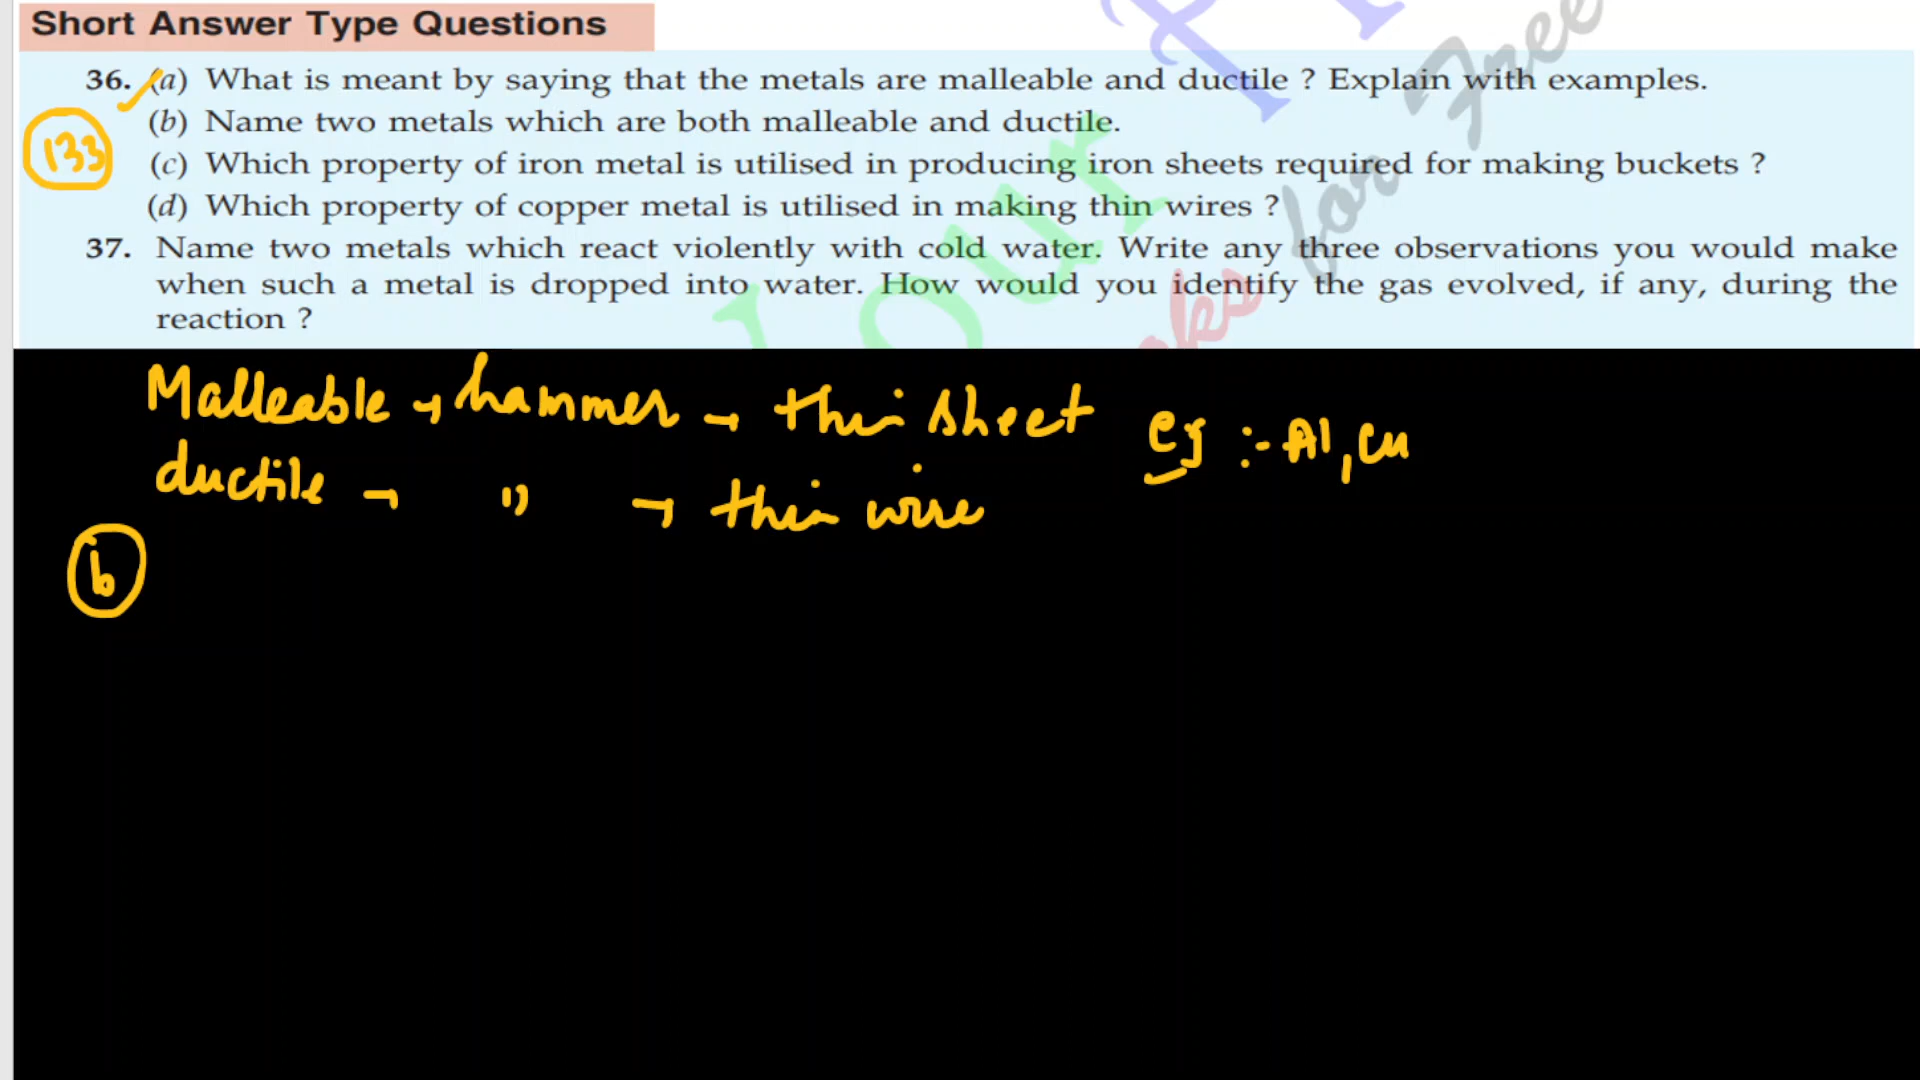 Short Answer Type Questions
36. (a) What is meant by saying that the metals are malleable and ductile ? Explain with examples.
(b) Name two metals which are both malleable and ductile.
133
(c) Which property of iron metal is utilised in producing iron sheets required for making buckets ?
(d) Which property of copper metal is utilised in making thin wires ?
37. Name two metals which react violently with cold water. Write any three observations you would make
when such a metal is dropped into water. How would you identify the gas evolved, if any, during the
reaction ?
Malleable → hammer → thin sheet eg :- Al, Cu
ductile → " → thin wire
b
your
for Free